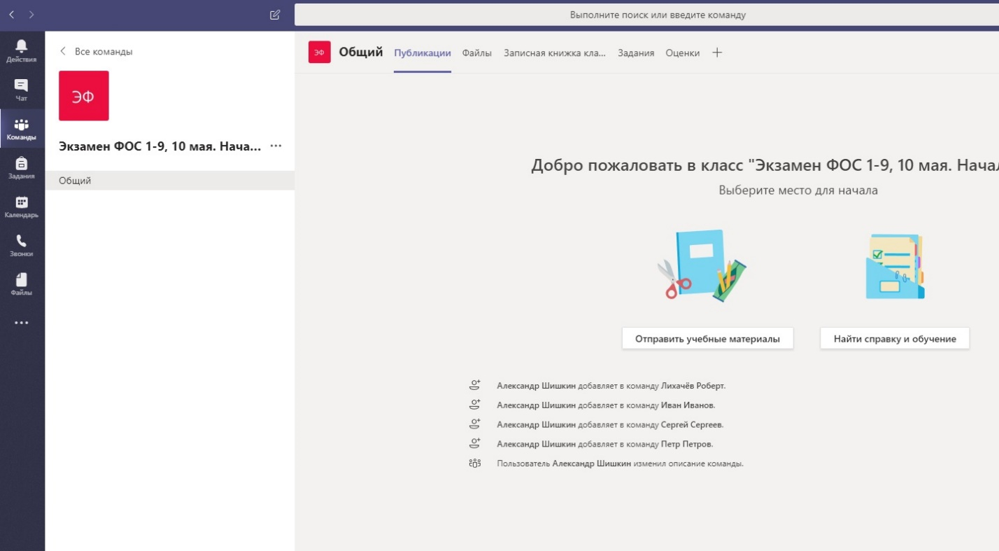 Выполните поиск или введите команду
Действия
Чат
Команды
Задания
Календарь
Звонки
Файлы
Все команды
ЭФ
Экзамен ФОС 1-9, 10 мая. Нача...
Общий
ЭФ
Общий Публикации Файлы Записная книжка кла... Задания Оценки
Добро пожаловать в класс "Экзамен ФОС 1-9, 10 мая. Нача
Выберите место для начала
Отправить учебные материалы
Найти справку и обучение
Александр Шишкин добавляет в команду Лихачёв Роберт.
Александр Шишкин добавляет в команду Иван Иванов.
Александр Шишкин добавляет в команду Сергей Сергеев.
Александр Шишкин добавляет в команду Петр Петров.
Пользователь Александр Шишкин изменил описание команды.